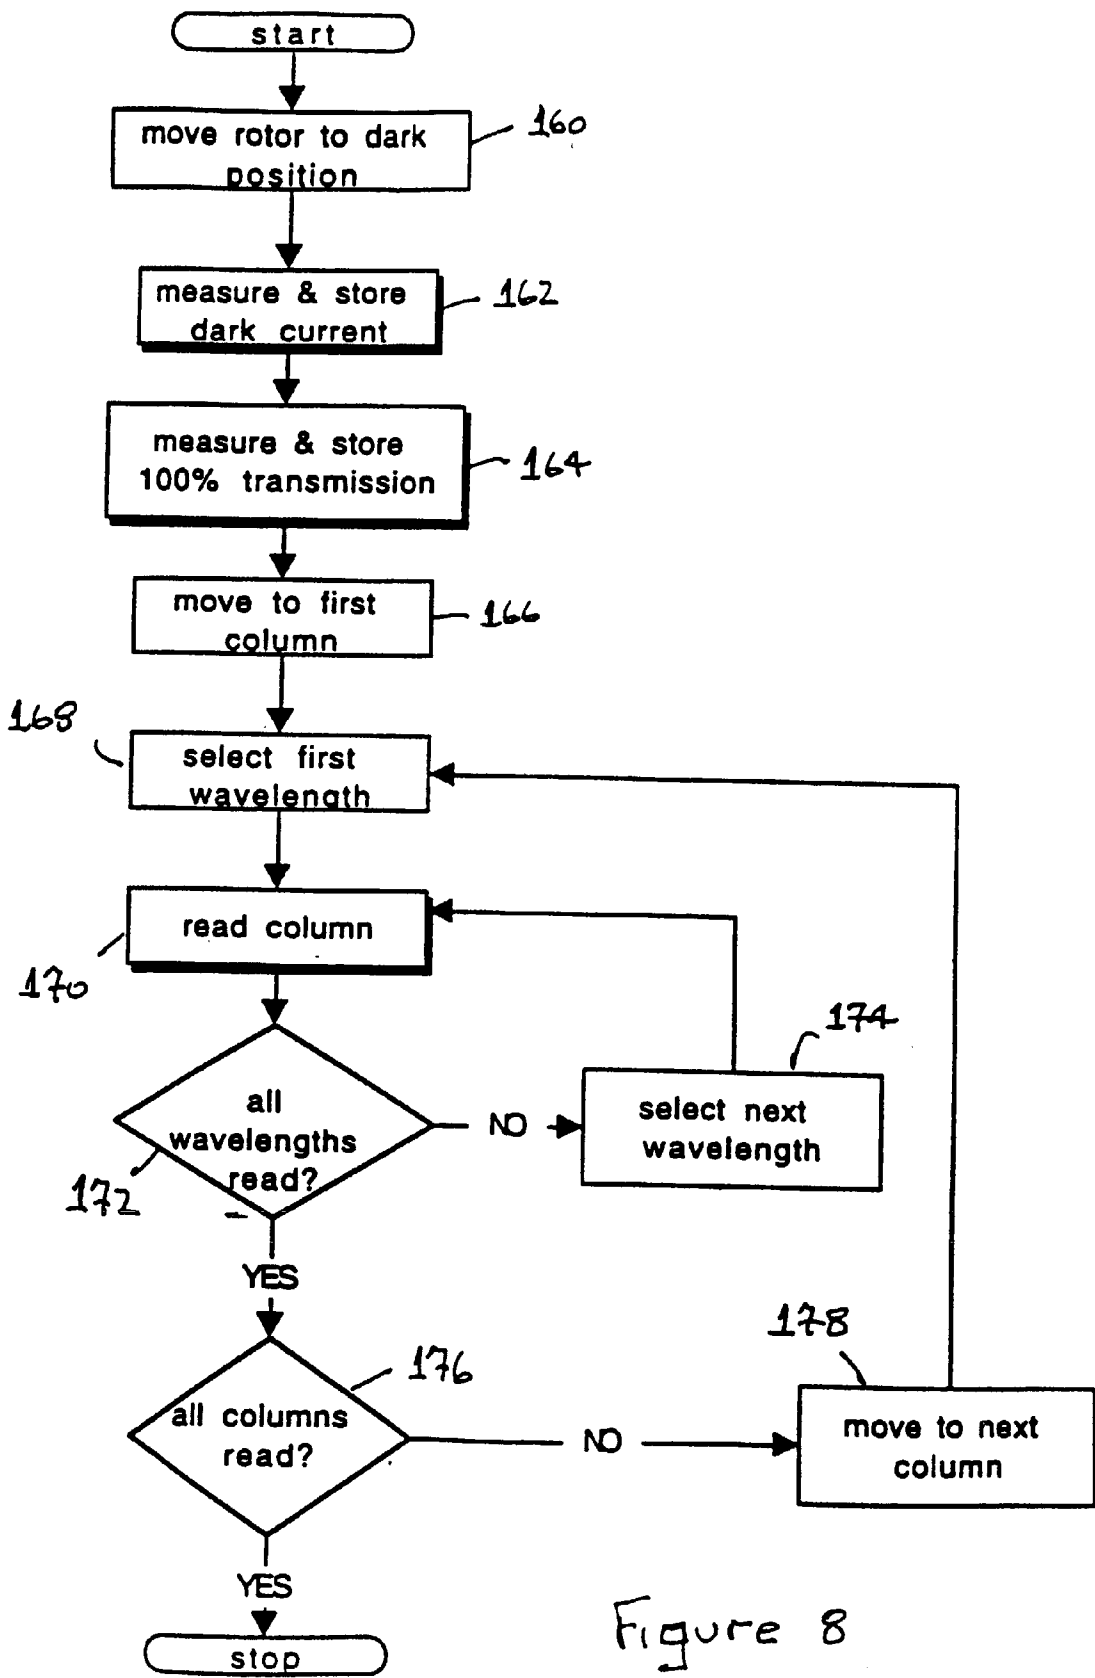 start
move rotor to dark
position
160
measure & store
dark current
162
measure & store
100% transmission
164
move to first
column
166
168
select first
wavelength
read column
170
174
select next
wavelength
all
wavelengths
read?
NO
172
YES
178
176
all columns
read?
NO
move to next
column
YES
stop
Figure 8